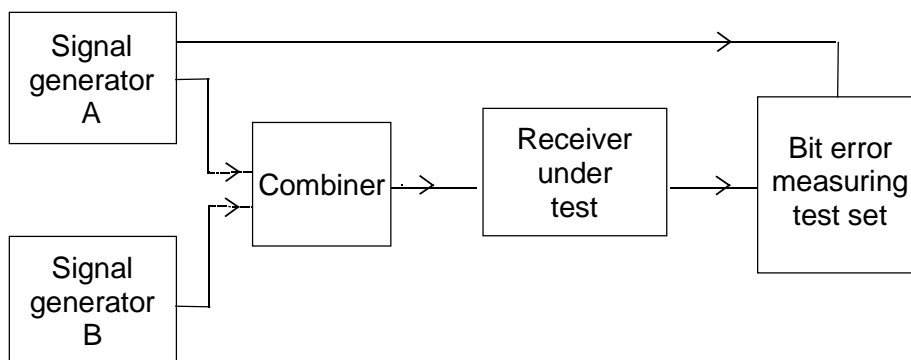 Signal
generator
A
Combiner
Receiver
under
test
Bit error
measuring
test set
Signal
generator
B